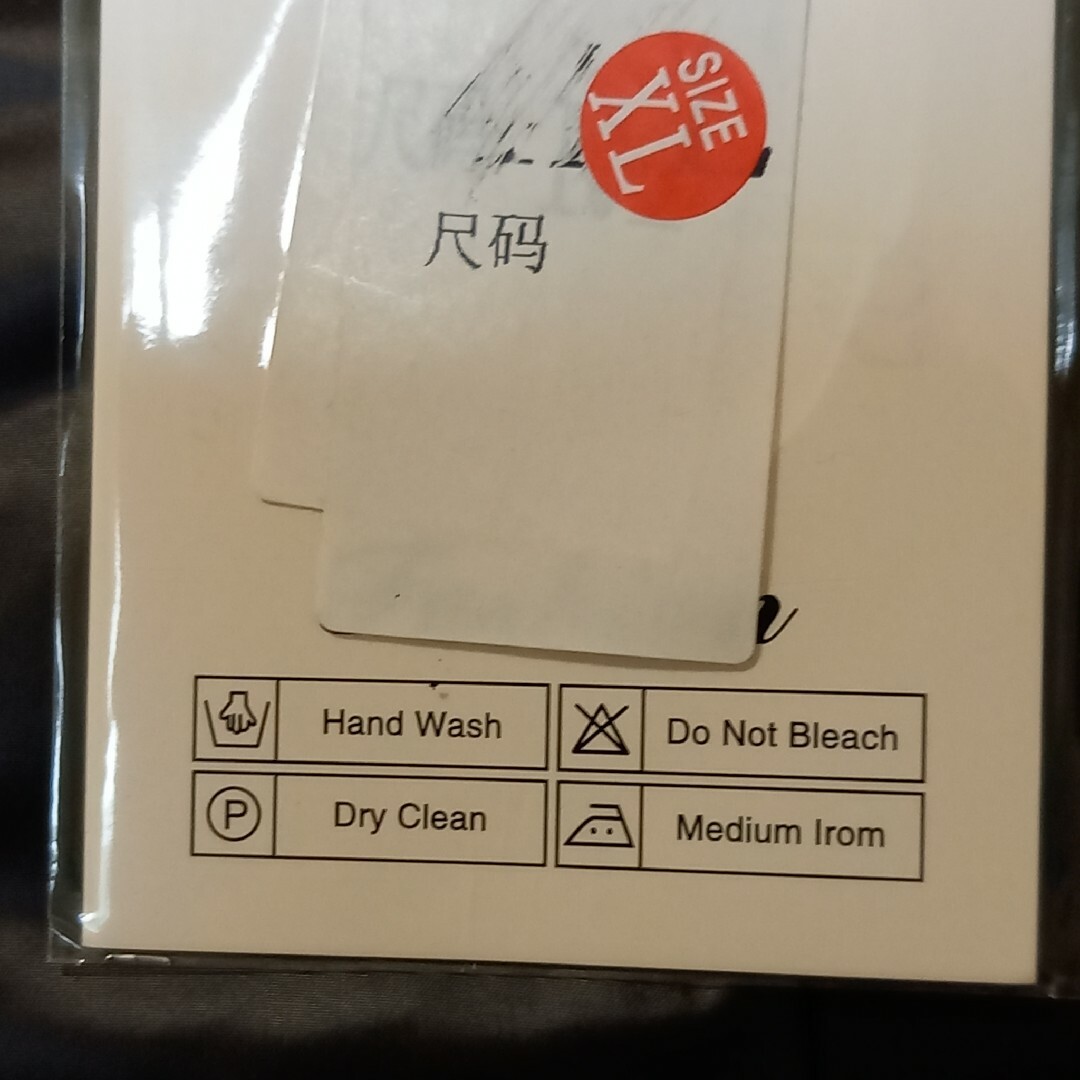 SIZE
XL
尺码
Hand Wash
Do Not Bleach
P
Dry Clean
Medium Irom